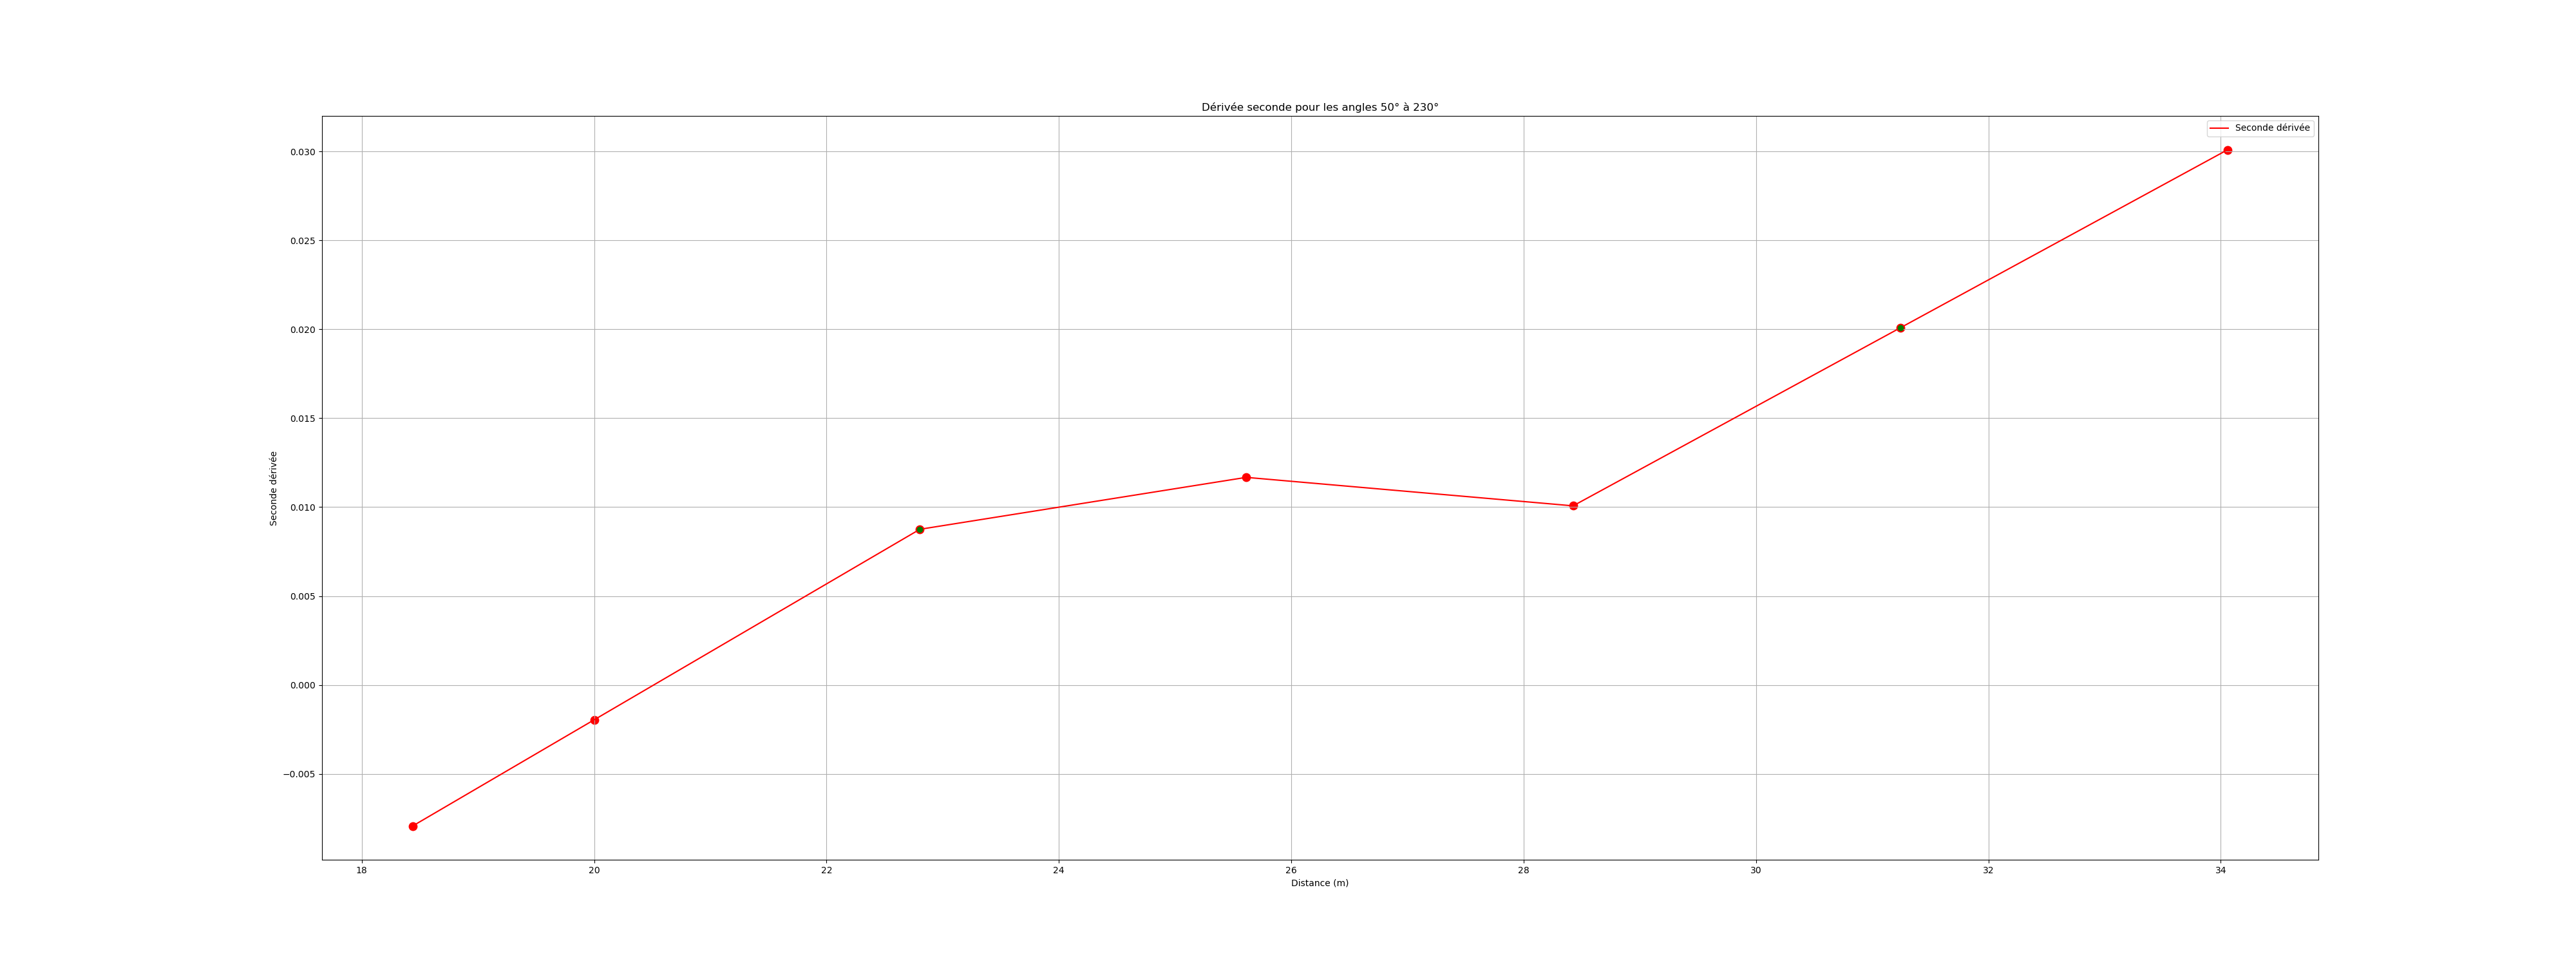 Dérivée seconde pour les angles 50° à 230°
Seconde dérivée
0.030
0.025
0.020
0.015
0.010
0.005
0.000
−0.005
Seconde dérivée
18 20 22 24 26 28 30 32 34
Distance (m)